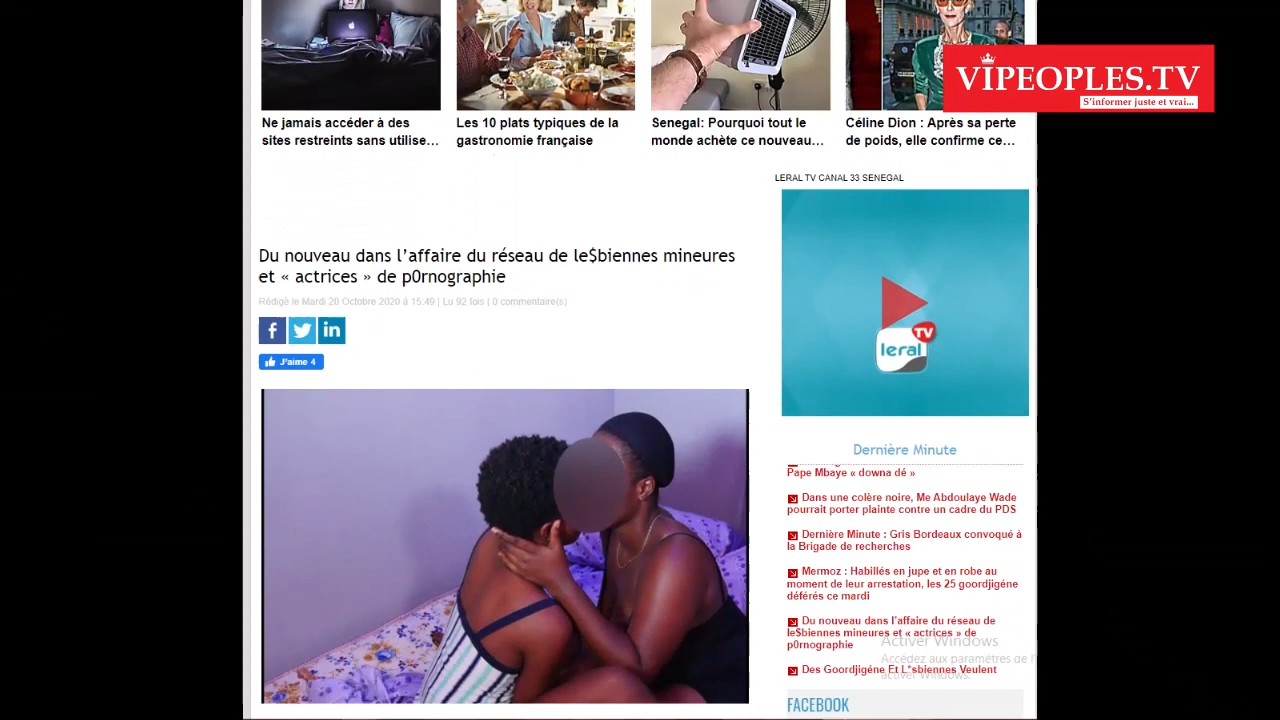 VIPEOPLES.TV
S'informer juste et vrai...
Ne jamais accéder à des
sites restreints sans utilise...
Les 10 plats typiques de la
gastronomie française
Senegal: Pourquoi tout le
monde achète ce nouveau...
Céline Dion : Après sa perte
de poids, elle confirme ce...
LERAL TV CANAL 33 SENEGAL
Du nouveau dans l'affaire du réseau de le$biennes mineures
et « actrices » de p0rnographie
Rédigé le Mardi 20 Octobre 2020 à 15:49 | Lu 92 fois | 0 commentaire(s)
J'aime 4
leral TV
Dernière Minute
Pape Mbaye « downa dé »
Dans une colère noire, Me Abdoulaye Wade
pourrait porter plainte contre un cadre du PDS
Dernière Minute : Gris Bordeaux convoqué à
la Brigade de recherches
Mermoz : Habillés en jupe et en robe au
moment de leur arrestation, les 25 goordjigéne
déférés ce mardi
Du nouveau dans l'affaire du réseau de
le$biennes mineures et « actrices » de
p0rnographie
Des Goordjigéne Et L*sbiennes Veulent
Activer Windows
Accédez aux paramètres de l'
activer Windows.
FACEBOOK